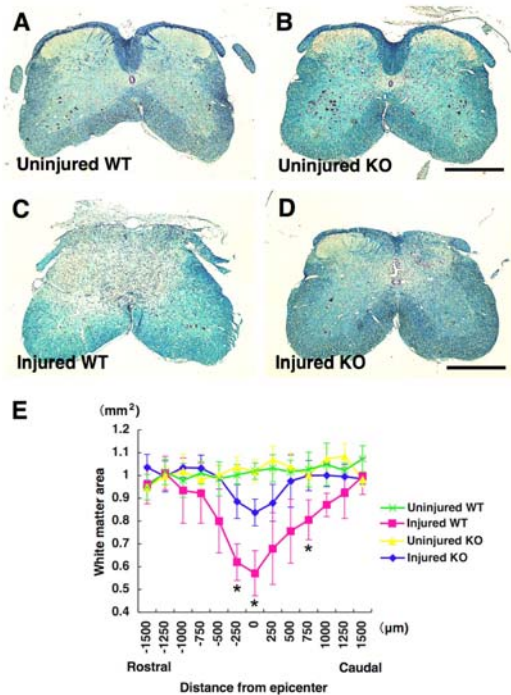 A
Uninjured WT
B
Uninjured KO
C
Injured WT
D
Injured KO
E
(mm2)
1.1
1
0.9
0.8
0.7
0.6
0.5
0.4
White matter area
* * *
Uninjured WT
Injured WT
Uninjured KO
Injured KO
-1500 -1250 -1000 -750 -500 -250 0 250 500 750 1000 1250 1500 (μm)
Rostral Caudal
Distance from epicenter